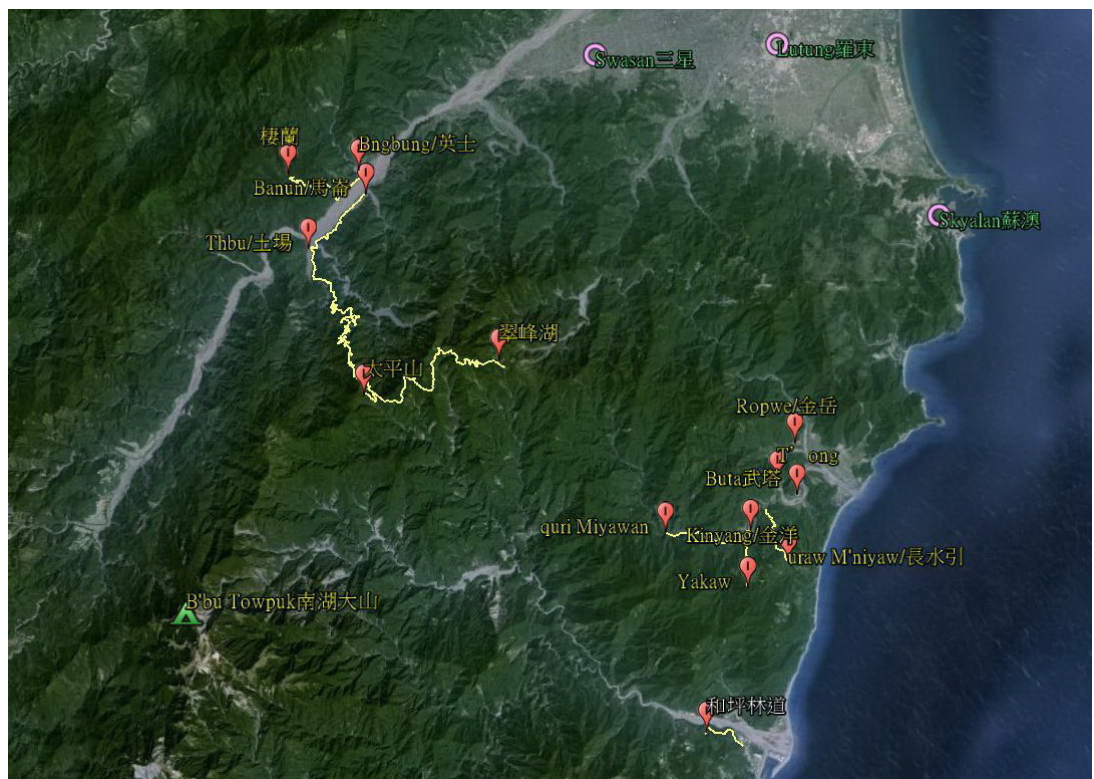 Lutung羅東
Swasan三星
棲蘭
Bngbung/英士
Banun/馬崙
Skyalan蘇澳
Thbu/土場
翠峰湖
太平山
Ropwe/金岳
T’ong
Buta武塔
quri Miyawan
Kinyang/金洋
uraw M'niyaw/長水引
Yakaw
B'bu Towpuk南湖大山
和坪林道